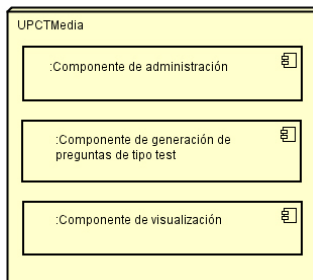 UPCTMedia
:Componente de administración
:Componente de generación de
preguntas de tipo test
:Componente de visualización